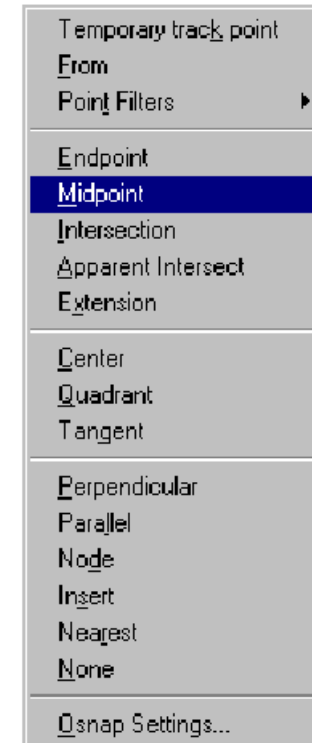 Temporary track point
From
Point Filters
Endpoint
Midpoint
Intersection
Apparent Intersect
Extension
Center
Quadrant
Tangent
Perpendicular
Parallel
Node
Insert
Nearest
None
Osnap Settings...